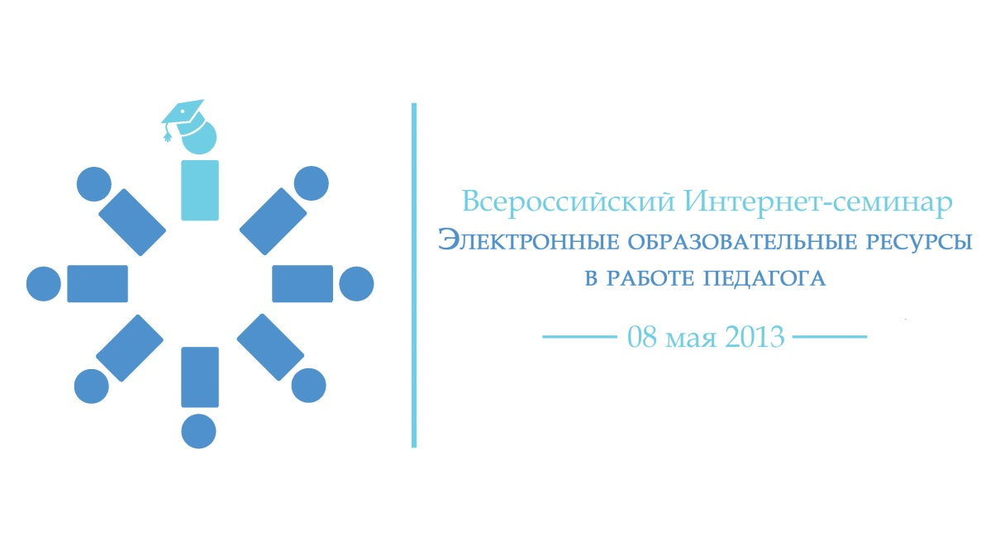 Всероссийский Интернет-семинар
Электронные образовательные ресурсы
в работе педагога
08 мая 2013